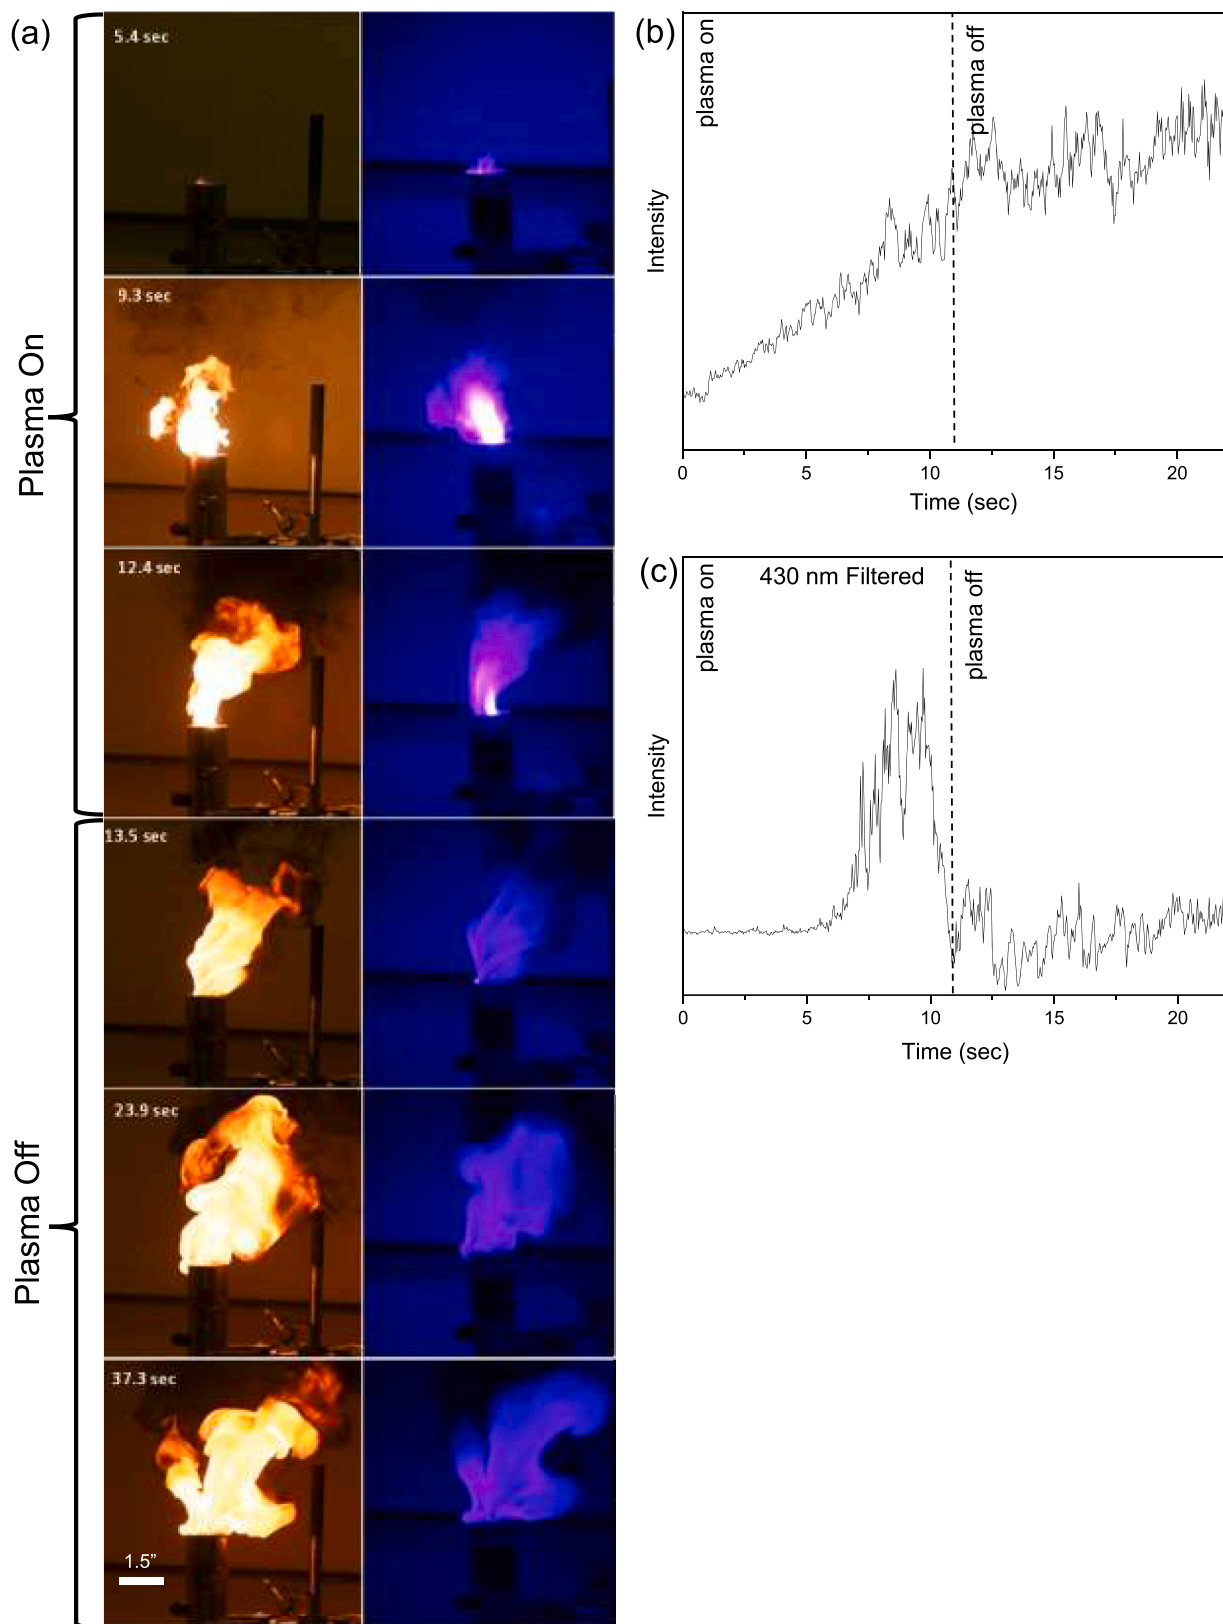 (a)
Plasma On
5.4 sec
9.3 sec
12.4 sec
Plasma Off
13.5 sec
23.9 sec
37.3 sec
1.5”
(b)
plasma on
plasma off
Intensity
0
5
10
15
20
Time (sec)
(c)
430 nm Filtered
plasma on
plasma off
Intensity
0
5
10
15
20
Time (sec)